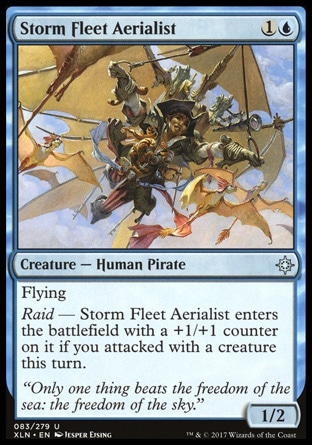 Storm Fleet Aerialist 1
Creature — Human Pirate
Flying
Raid — Storm Fleet Aerialist enters
the battlefield with a +1/+1 counter
on it if you attacked with a creature
this turn.
“Only one thing beats the freedom of the
sea: the freedom of the sky.”
1/2
083/279 U
XLN • EN Jesper Ejsing
™ & © 2017 Wizards of the Coast